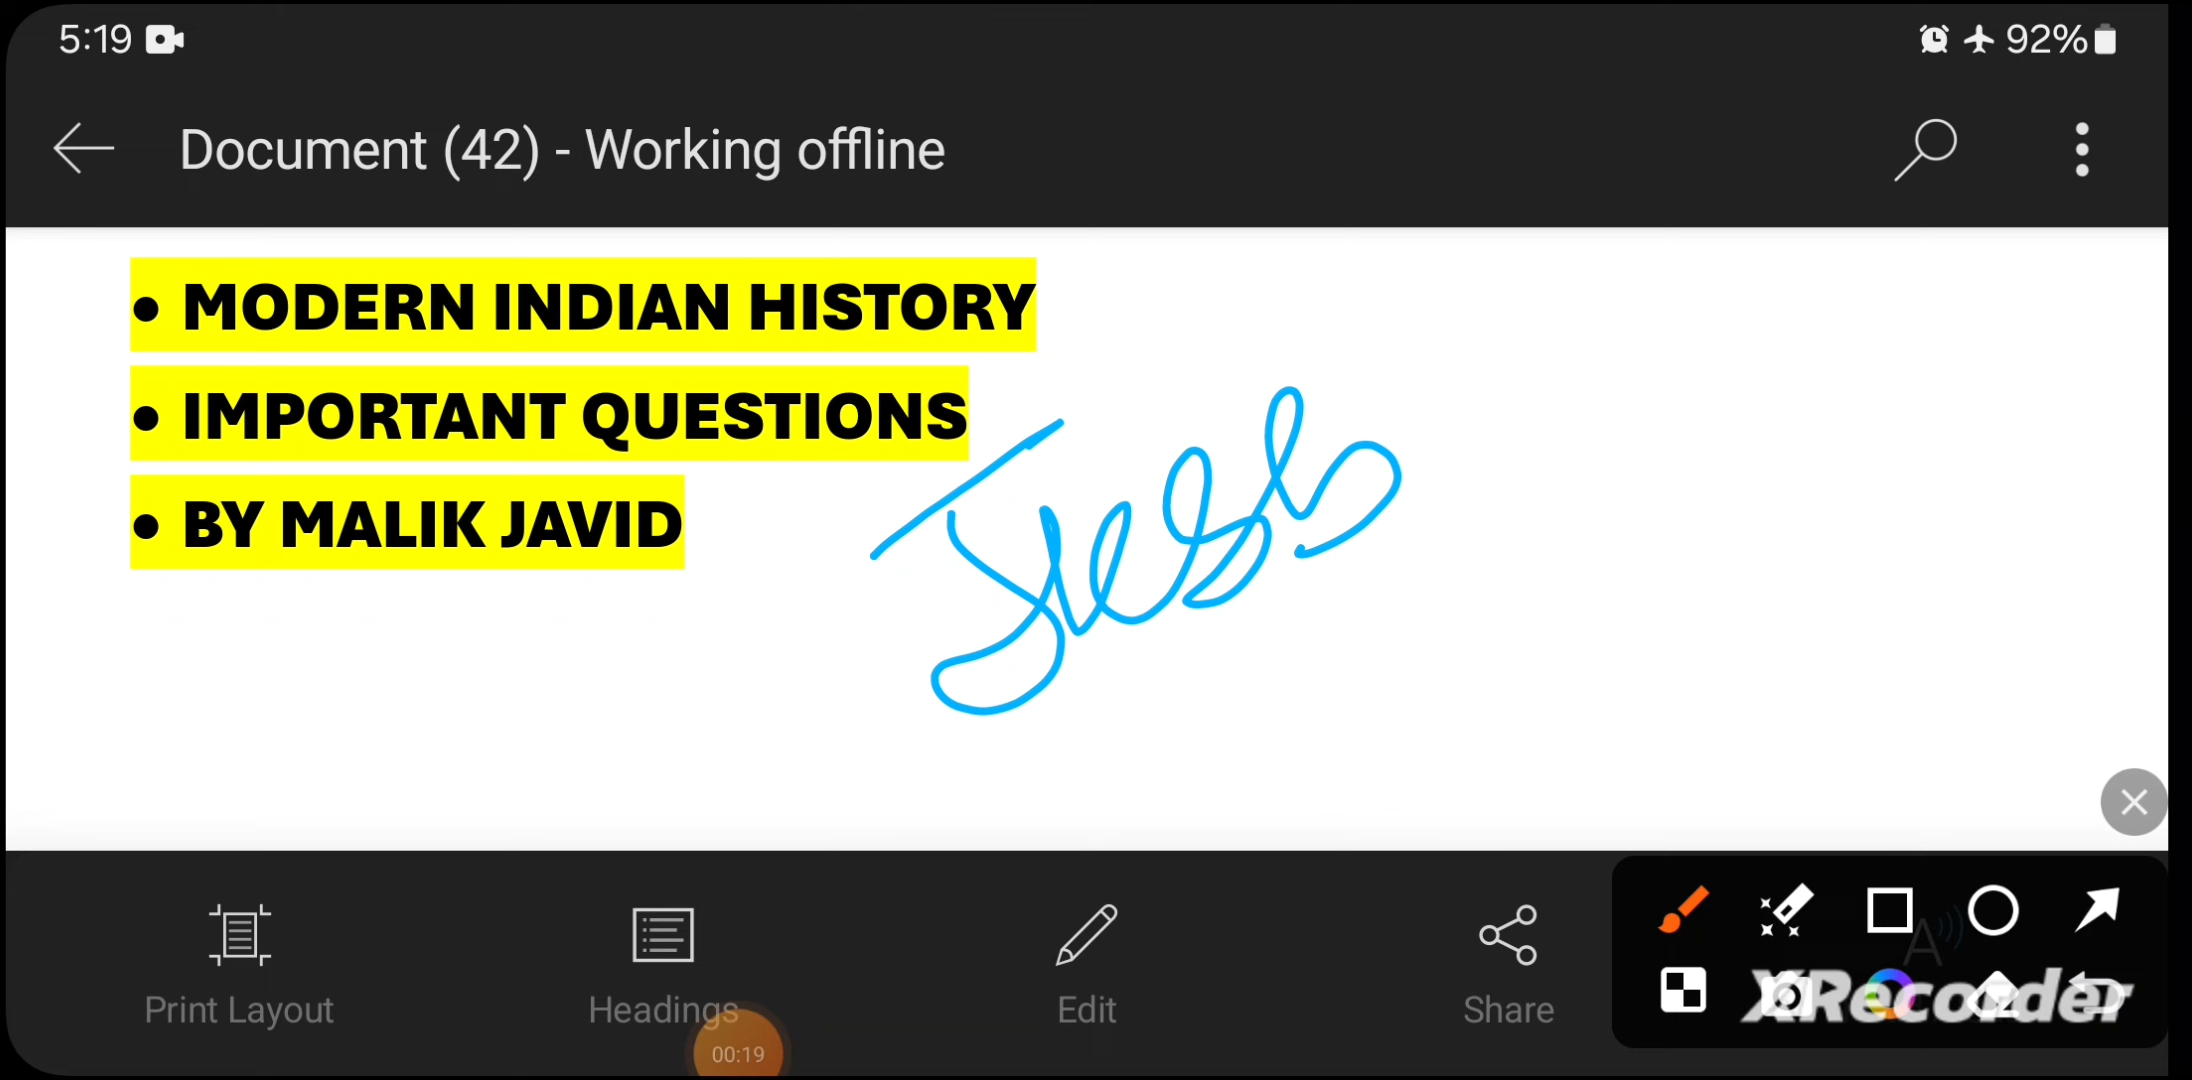 5:19 92%
Document (42) - Working offline
• MODERN INDIAN HISTORY
• IMPORTANT QUESTIONS
• BY MALIK JAVID
Print Layout Headings Edit Share
XRecorder
00:19